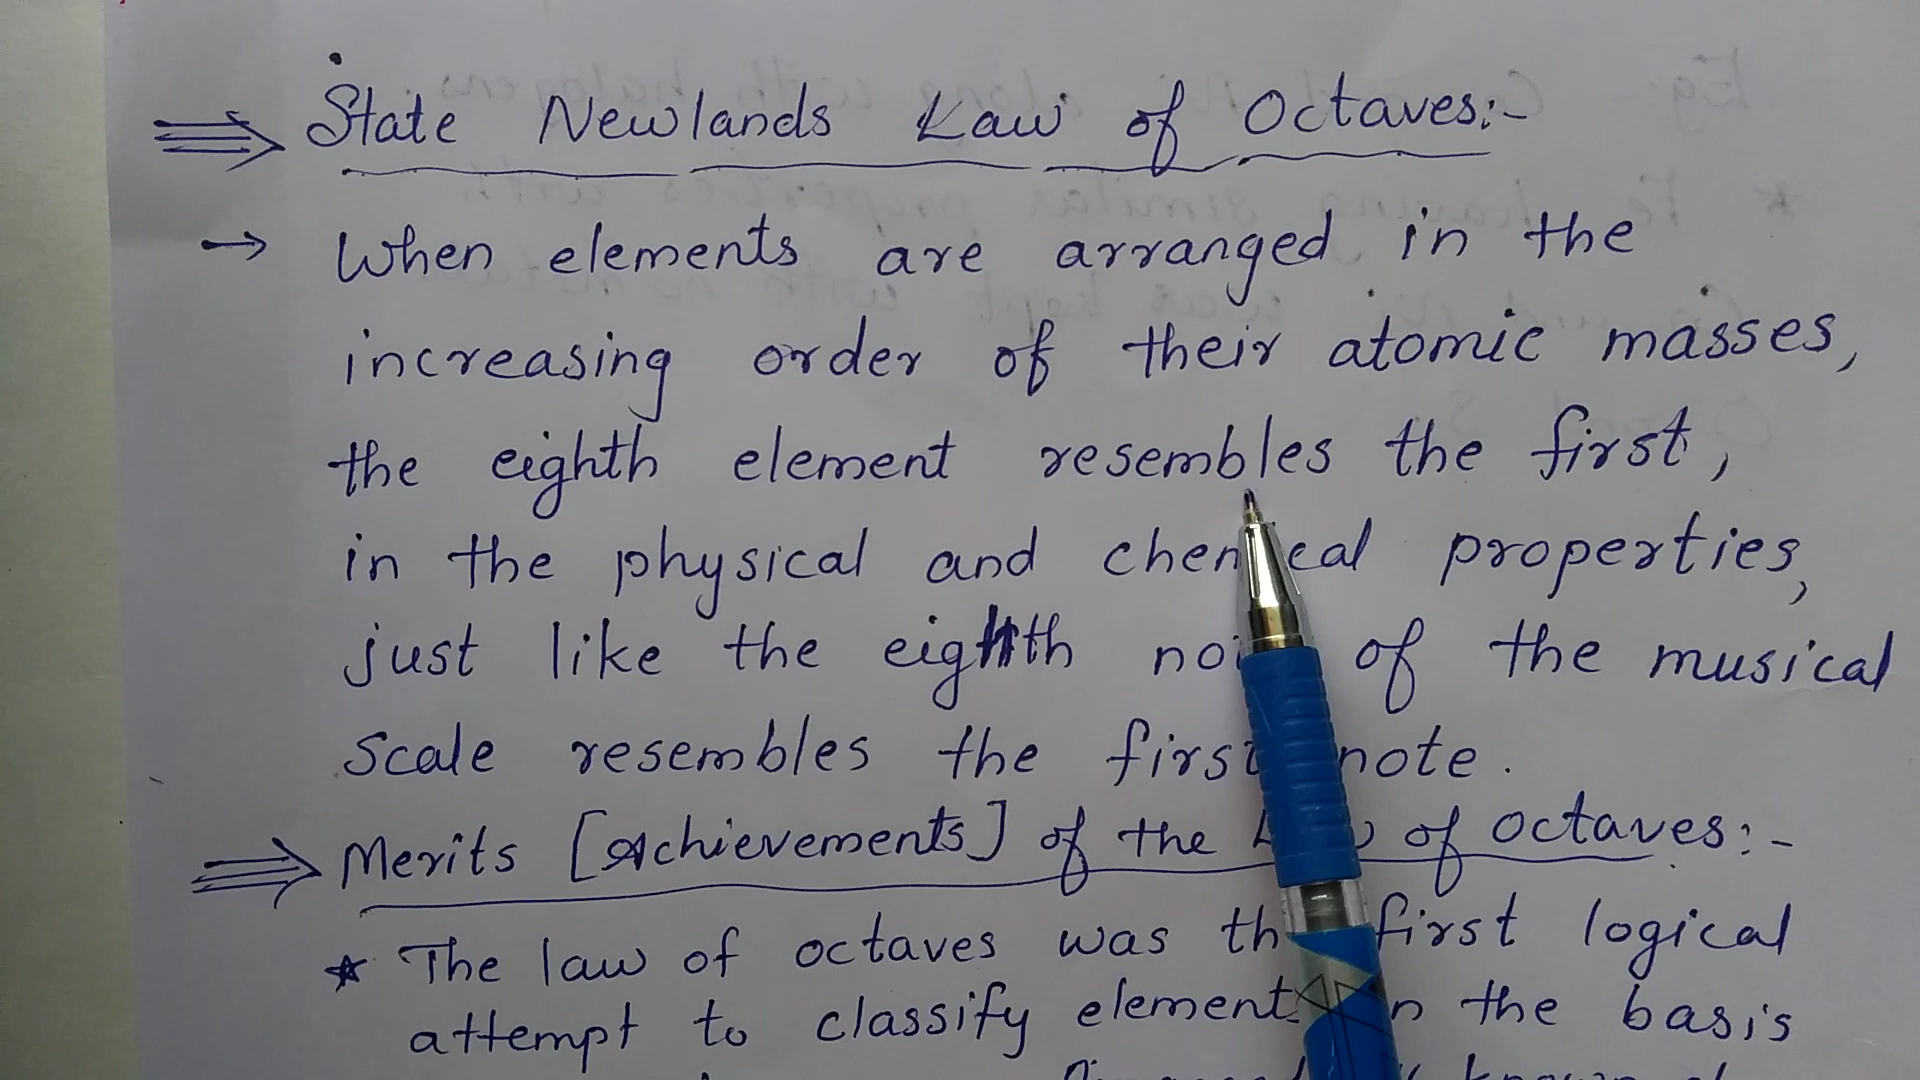 ⇒ State Newlands Law of Octaves:-
→ When elements are arranged in the
increasing order of their atomic masses,
the eighth element resembles the first,
in the physical and chemical properties,
just like the eighth of the musical
Scale resembles the first note.
⇒ Merits [Achievements] of the of octaves:-
* The law of octaves was first logical
attempt to classify element the basis
known